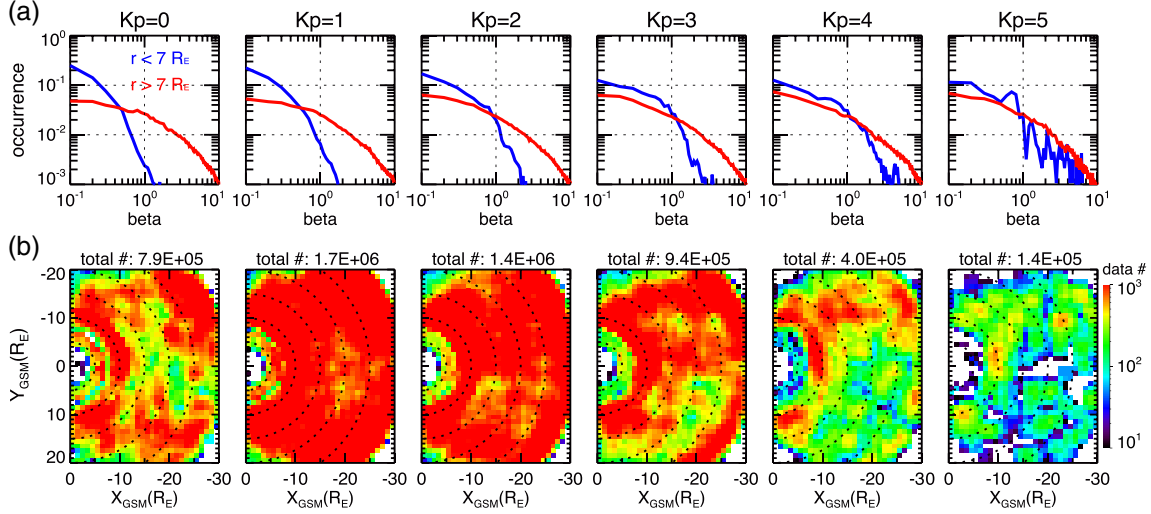 (a)
Kp=0 Kp=1 Kp=2 Kp=3 Kp=4 Kp=5
10^0
10^-1
10^-2
10^-3
occurrence
r < 7 R_E
r > 7 R_E
10^-1 10^0 10^1 10^-1 10^0 10^1 10^-1 10^0 10^1 10^-1 10^0 10^1 10^-1 10^0 10^1 10^-1 10^0 10^1
beta beta beta beta beta beta
(b)
total #: 7.9E+05 total #: 1.7E+06 total #: 1.4E+06 total #: 9.4E+05 total #: 4.0E+05 total #: 1.4E+05
data #
10^3
10^2
10^1
-20
-10
0
10
20
Y_GSM(R_E)
0 -10 -20 -30 0 -10 -20 -30 0 -10 -20 -30 0 -10 -20 -30 0 -10 -20 -30 0 -10 -20 -30
X_GSM(R_E) X_GSM(R_E) X_GSM(R_E) X_GSM(R_E) X_GSM(R_E) X_GSM(R_E)